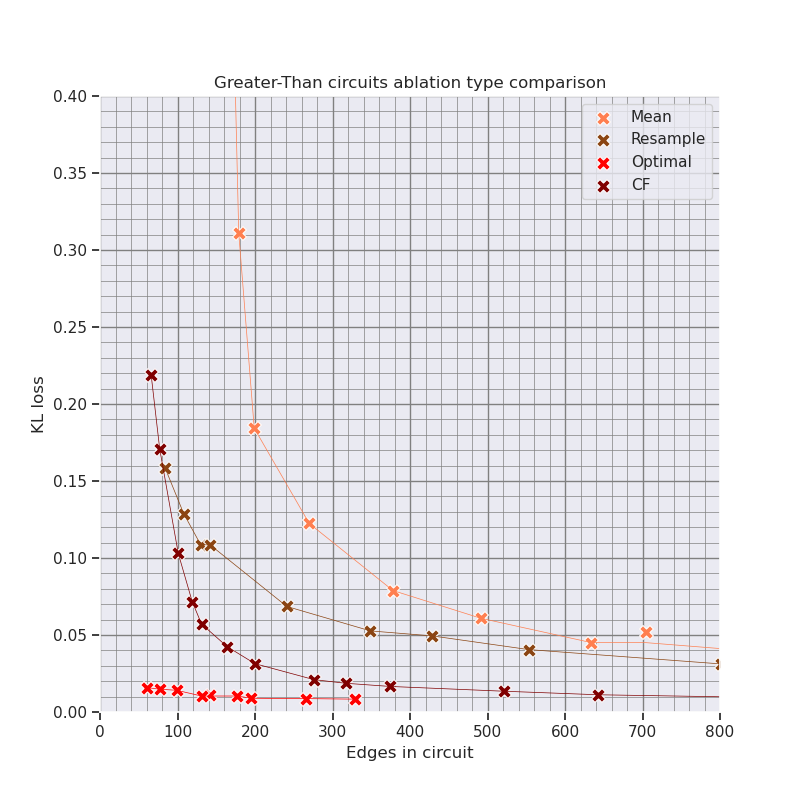 Greater-Than circuits ablation type comparison
Mean
Resample
Optimal
CF
KL loss
0.40
0.35
0.30
0.25
0.20
0.15
0.10
0.05
0.00
0 100 200 300 400 500 600 700 800
Edges in circuit